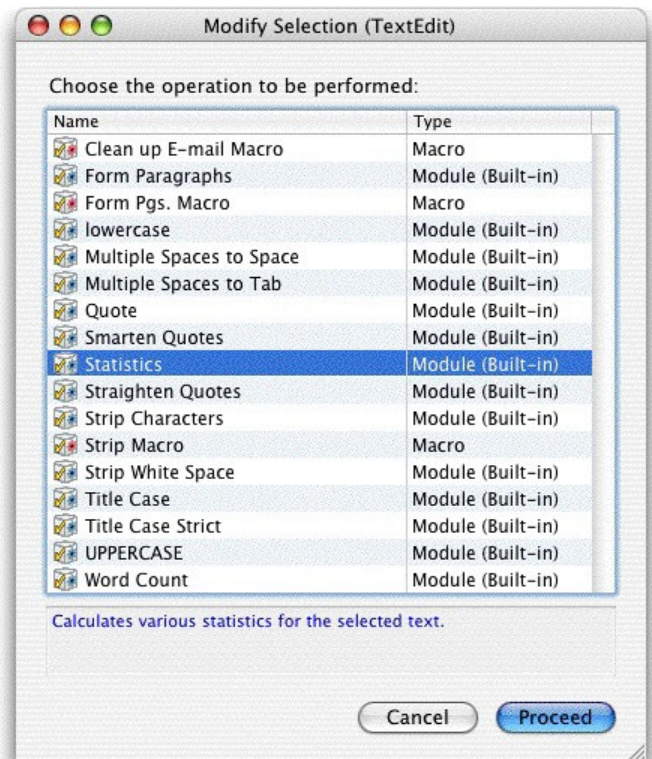 Modify Selection (TextEdit)
Choose the operation to be performed:
Name Type
Clean up E-mail Macro Macro
Form Paragraphs Module (Built-in)
Form Pgs. Macro Macro
lowercase Module (Built-in)
Multiple Spaces to Space Module (Built-in)
Multiple Spaces to Tab Module (Built-in)
Quote Module (Built-in)
Smarten Quotes Module (Built-in)
Statistics Module (Built-in)
Straighten Quotes Module (Built-in)
Strip Characters Module (Built-in)
Strip Macro Macro
Strip White Space Module (Built-in)
Title Case Module (Built-in)
Title Case Strict Module (Built-in)
UPPERCASE Module (Built-in)
Word Count Module (Built-in)
Calculates various statistics for the selected text.
Cancel Proceed